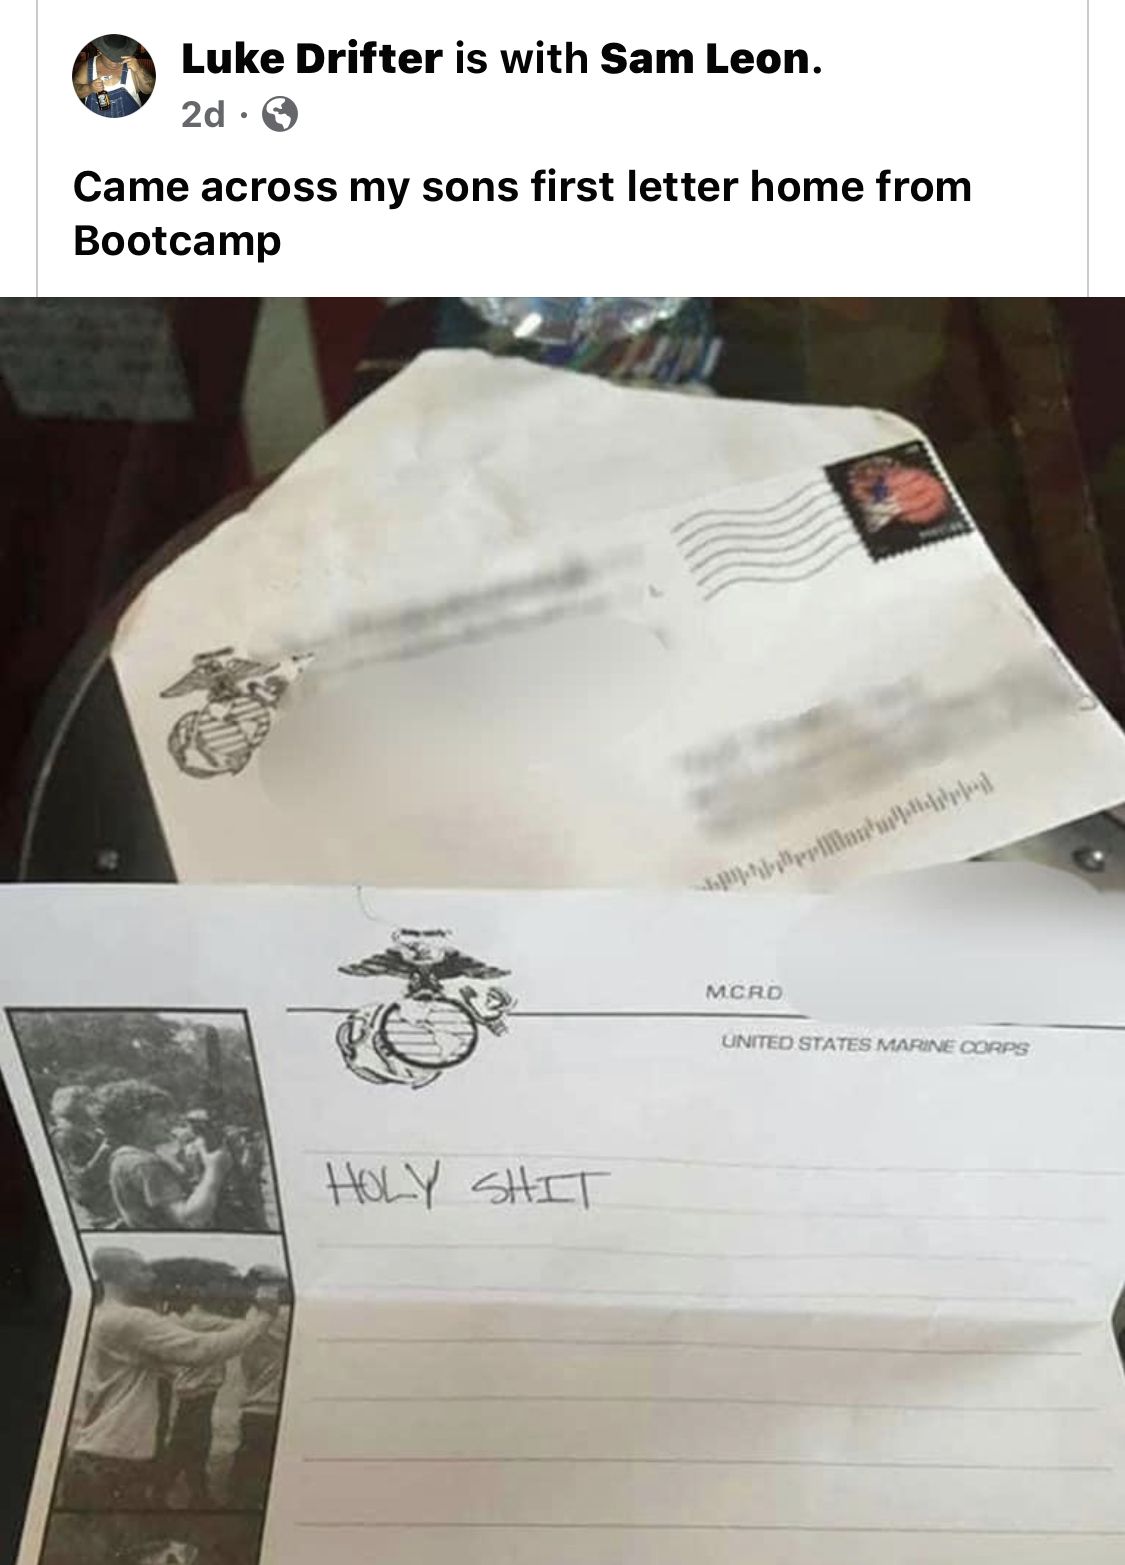 Luke Drifter is with Sam Leon.
2d ·
Came across my sons first letter home from
Bootcamp
M.C.R.D
UNITED STATES MARINE CORPS
HOLY SHIT